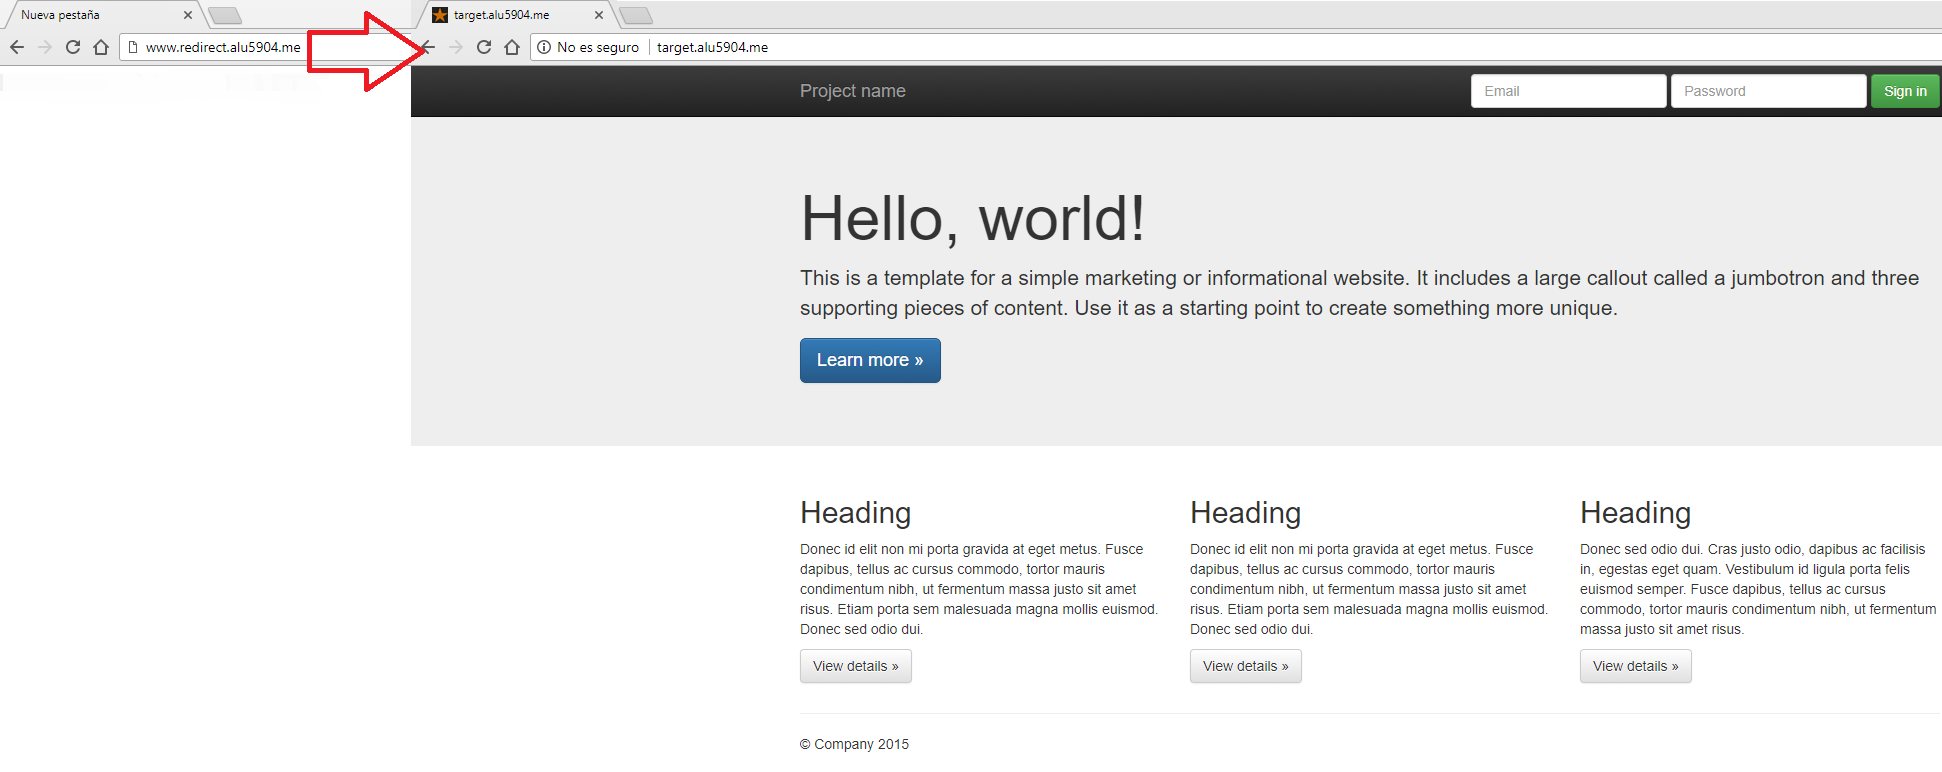 Nueva pestaña
www.redirect.alu5904.me
target.alu5904.me
No es seguro target.alu5904.me
Project name
Email
Password
Sign in
Hello, world!
This is a template for a simple marketing or informational website. It includes a large callout called a jumbotron and three
supporting pieces of content. Use it as a starting point to create something more unique.
Learn more »
Heading
Donec id elit non mi porta gravida at eget metus. Fusce
dapibus, tellus ac cursus commodo, tortor mauris
condimentum nibh, ut fermentum massa justo sit amet
risus. Etiam porta sem malesuada magna mollis euismod.
Donec sed odio dui.
View details »
Heading
Donec id elit non mi porta gravida at eget metus. Fusce
dapibus, tellus ac cursus commodo, tortor mauris
condimentum nibh, ut fermentum massa justo sit amet
risus. Etiam porta sem malesuada magna mollis euismod.
Donec sed odio dui.
View details »
Heading
Donec sed odio dui. Cras justo odio, dapibus ac facilisis
in, egestas eget quam. Vestibulum id ligula porta felis
euismod semper. Fusce dapibus, tellus ac cursus
commodo, tortor mauris condimentum nibh, ut fermentum
massa justo sit amet risus.
View details »
© Company 2015